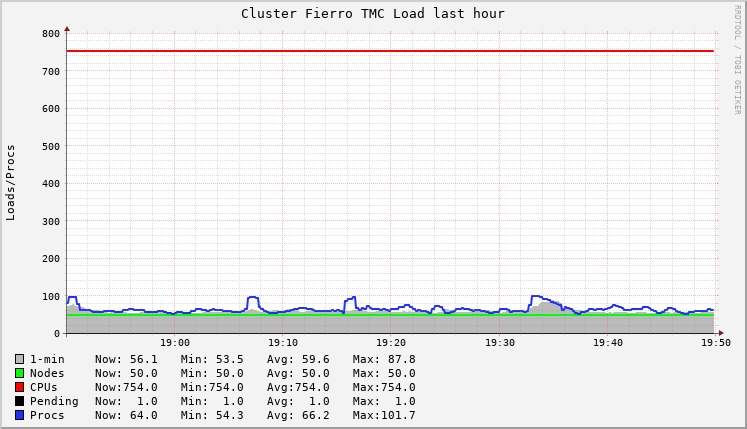 Cluster Fierro TMC Load last hour
RRDTOOL / TOBI OETIKER
Loads/Procs
800
700
600
500
400
300
200
100
0
19:00 19:10 19:20 19:30 19:40 19:50
1-min Now: 56.1 Min: 53.5 Avg: 59.6 Max: 87.8
Nodes Now: 50.0 Min: 50.0 Avg: 50.0 Max: 50.0
CPUs Now:754.0 Min:754.0 Avg:754.0 Max:754.0
Pending Now: 1.0 Min: 1.0 Avg: 1.0 Max: 1.0
Procs Now: 64.0 Min: 54.3 Avg: 66.2 Max:101.7